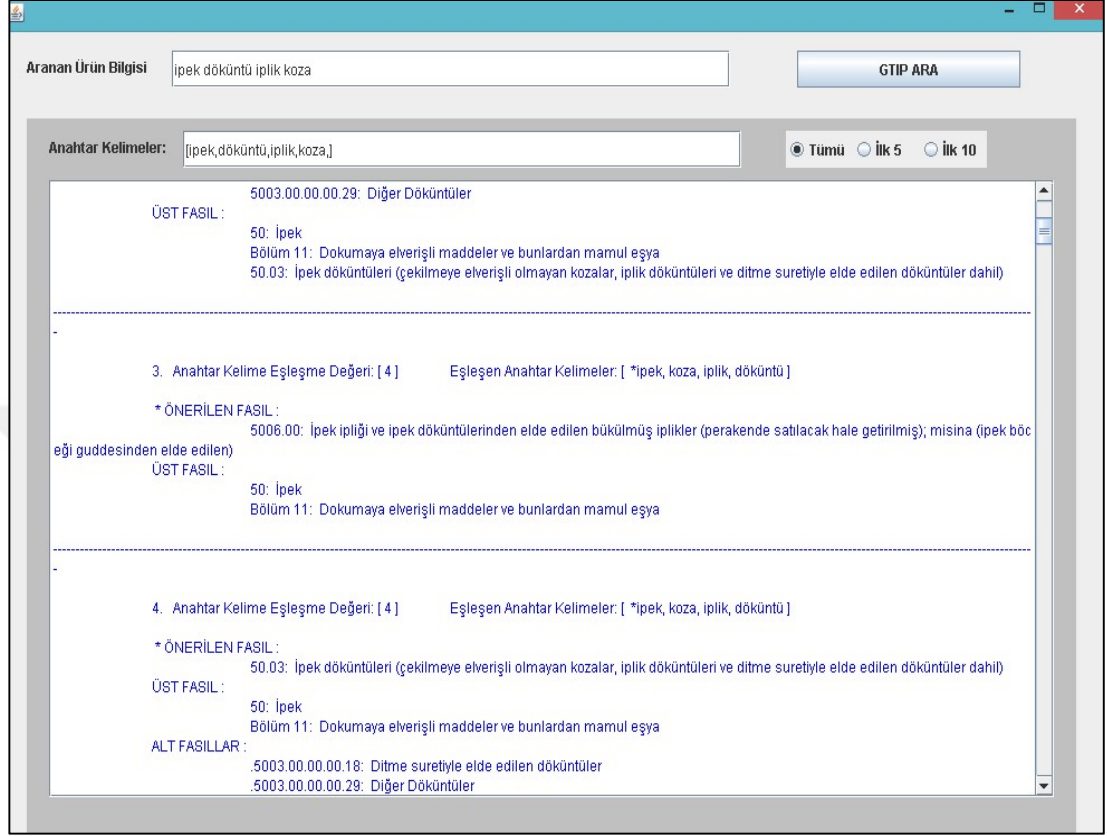 Aranan Ürün Bilgisi
ipek döküntü iplik koza
GTIP ARA
Anahtar Kelimeler:
[ipek,döküntü,iplik,koza,]
Tümü İlk 5 İlk 10
5003.00.00.00.29: Diğer Döküntüler
ÜST FASIL :
50: İpek
Bölüm 11: Dokumaya elverişli maddeler ve bunlardan mamul eşya
50.03: İpek döküntüleri (çekilmeye elverişli olmayan kozalar, iplik döküntüleri ve ditme suretiyle elde edilen döküntüler dahil)
-
3. Anahtar Kelime Eşleşme Değeri: [ 4 ] Eşleşen Anahtar Kelimeler: [ *ipek, koza, iplik, döküntü ]
* ÖNERİLEN FASIL :
5006.00: İpek ipliği ve ipek döküntülerinden elde edilen bükülmüş iplikler (perakende satılacak hale getirilmiş); misina (ipek böc
eği guddesinden elde edilen)
ÜST FASIL :
50: İpek
Bölüm 11: Dokumaya elverişli maddeler ve bunlardan mamul eşya
-
4. Anahtar Kelime Eşleşme Değeri: [ 4 ] Eşleşen Anahtar Kelimeler: [ *ipek, koza, iplik, döküntü ]
* ÖNERİLEN FASIL :
50.03: İpek döküntüleri (çekilmeye elverişli olmayan kozalar, iplik döküntüleri ve ditme suretiyle elde edilen döküntüler dahil)
ÜST FASIL :
50: İpek
Bölüm 11: Dokumaya elverişli maddeler ve bunlardan mamul eşya
ALT FASILLAR :
.5003.00.00.00.18: Ditme suretiyle elde edilen döküntüler
.5003.00.00.00.29: Diğer Döküntüler